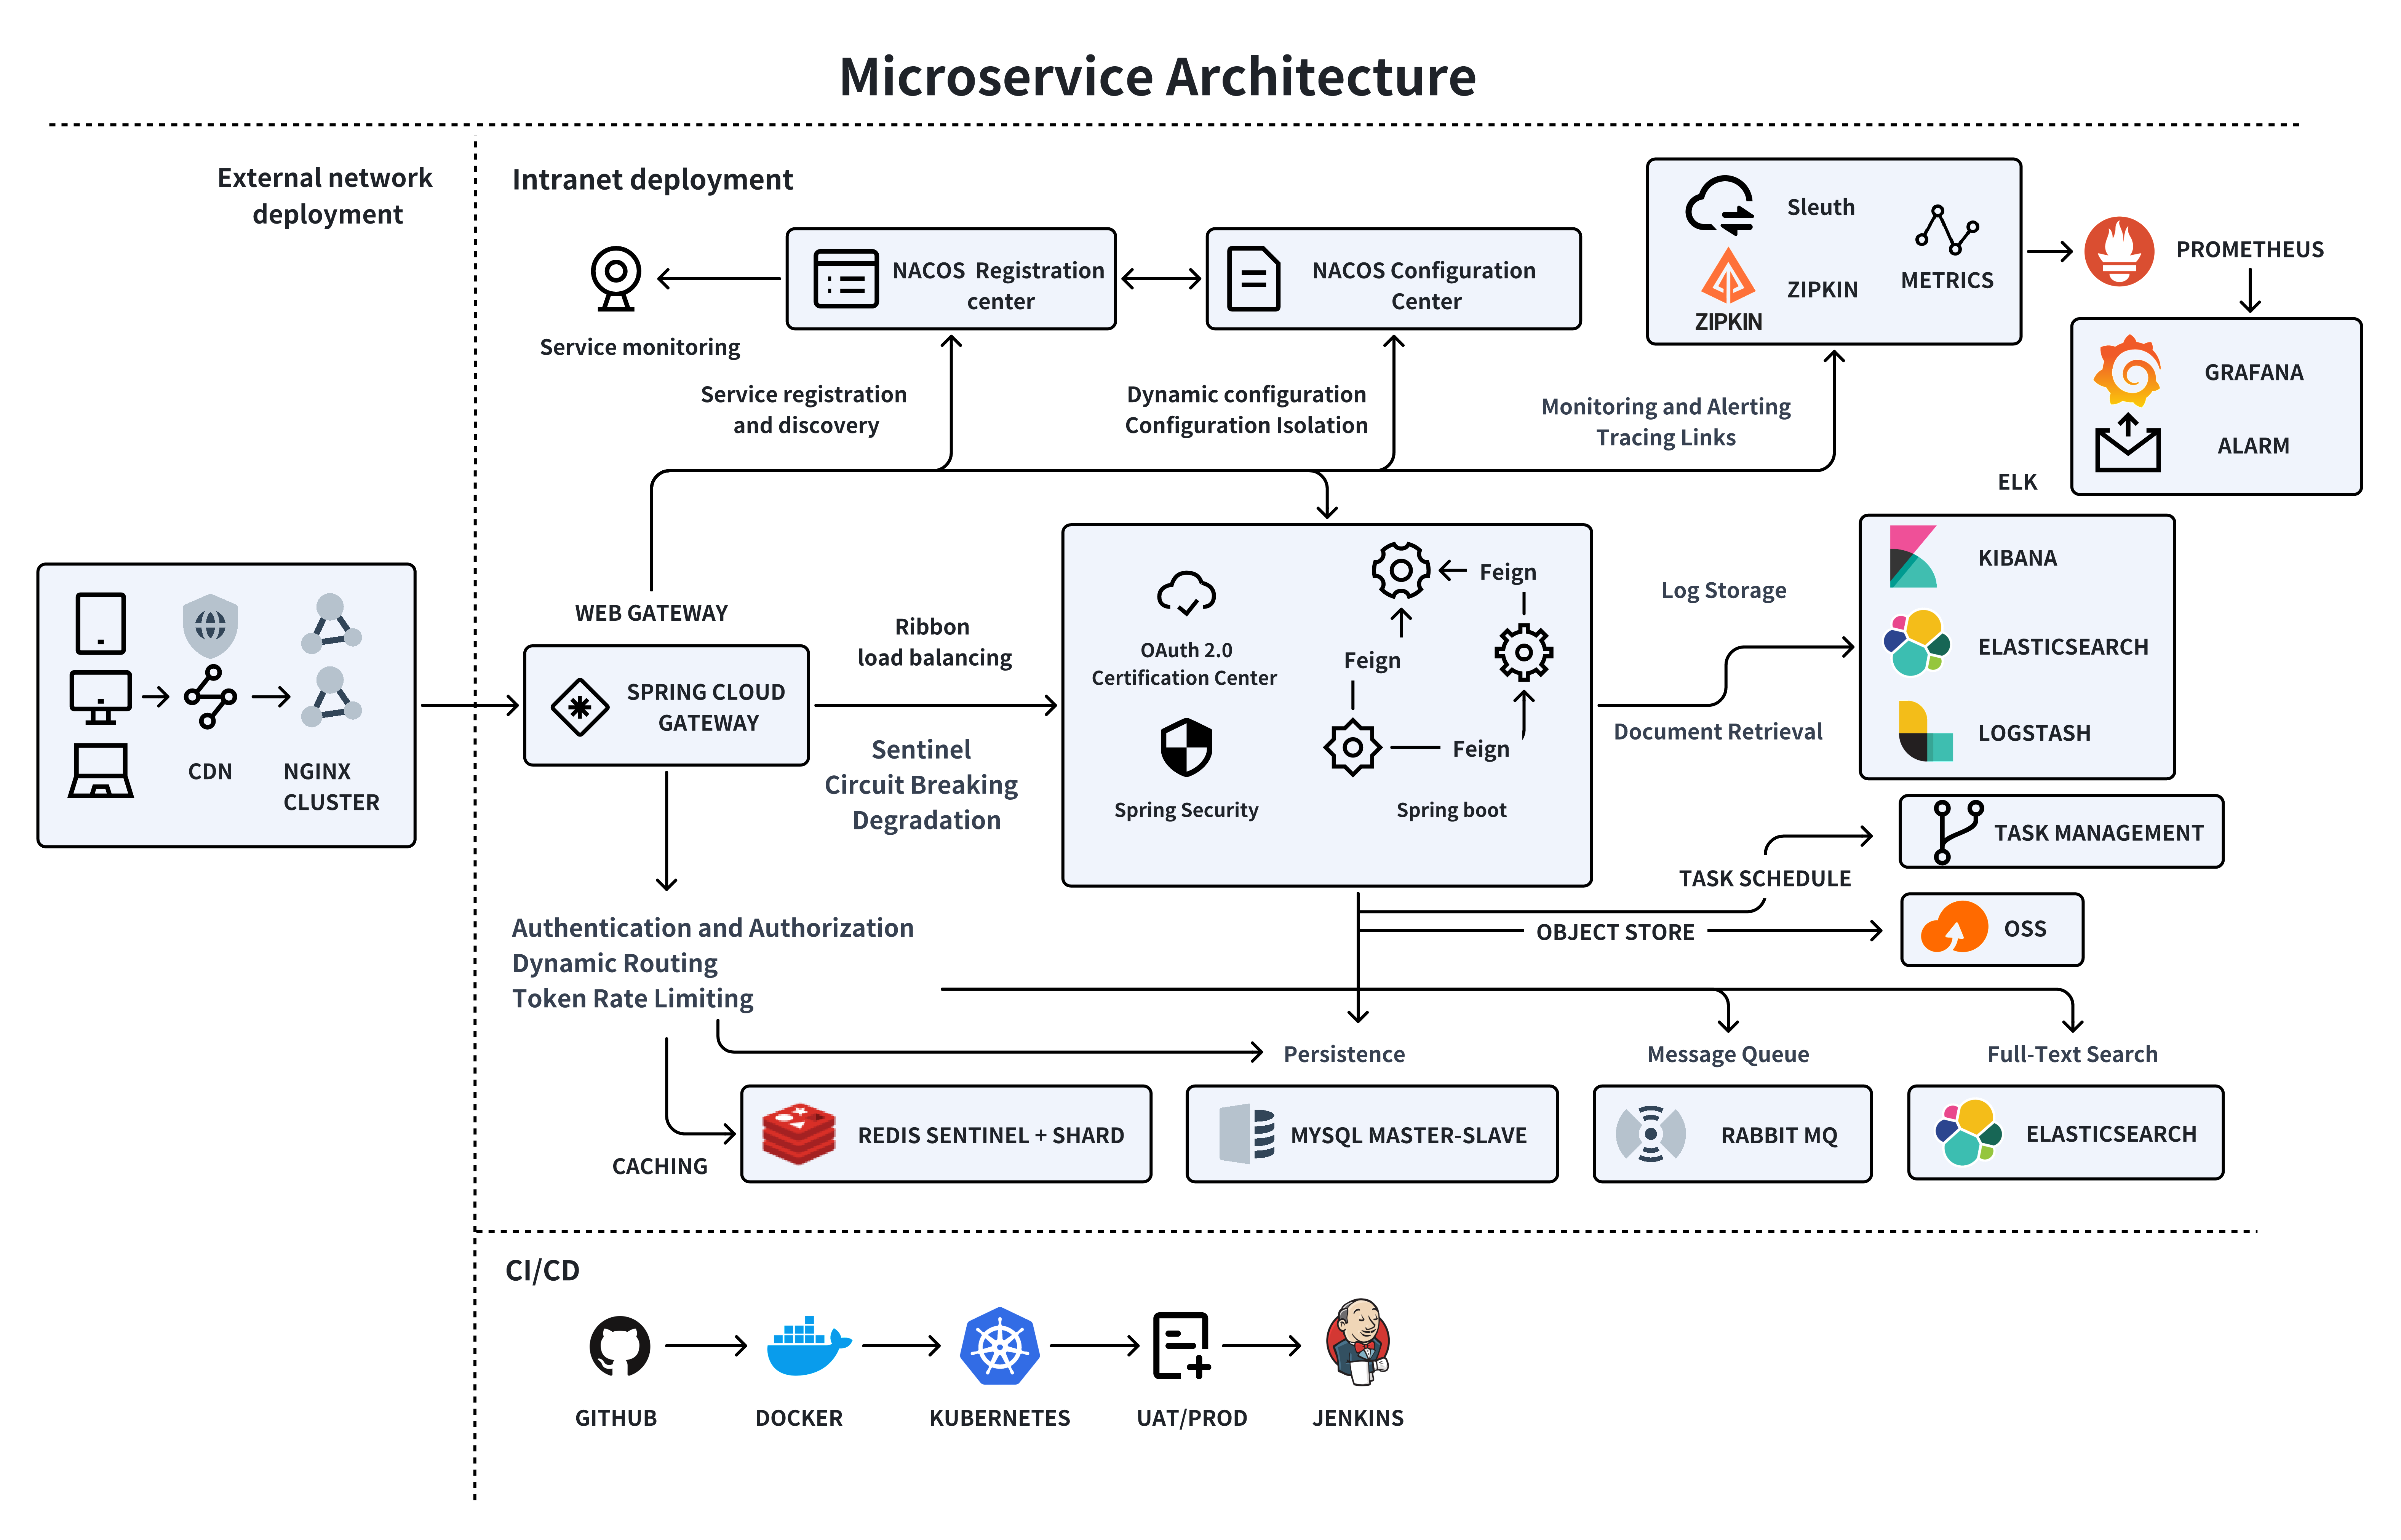 Microservice Architecture
External network
deployment
Intranet deployment
Service monitoring
NACOS Registration
center
NACOS Configuration
Center
Sleuth
ZIPKIN
ZIPKIN
METRICS
PROMETHEUS
GRAFANA
ALARM
Service registration
and discovery
Dynamic configuration
Configuration Isolation
Monitoring and Alerting
Tracing Links
ELK
KIBANA
ELASTICSEARCH
LOGSTASH
CDN
NGINX
CLUSTER
WEB GATEWAY
SPRING CLOUD
GATEWAY
Ribbon
load balancing
Sentinel
Circuit Breaking
Degradation
OAuth 2.0
Certification Center
Spring Security
Feign
Feign
Feign
Spring boot
Log Storage
Document Retrieval
TASK SCHEDULE
TASK MANAGEMENT
OBJECT STORE
OSS
Authentication and Authorization
Dynamic Routing
Token Rate Limiting
Persistence
Message Queue
Full-Text Search
CACHING
REDIS SENTINEL + SHARD
MYSQL MASTER-SLAVE
RABBIT MQ
ELASTICSEARCH
CI/CD
GITHUB
DOCKER
KUBERNETES
UAT/PROD
JENKINS